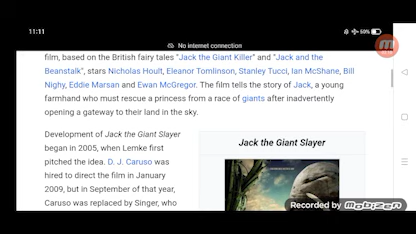 11:11
59%
No internet connection
film, based on the British fairy tales "Jack the Giant Killer" and "Jack and the
Beanstalk", stars Nicholas Hoult, Eleanor Tomlinson, Stanley Tucci, Ian McShane, Bill
Nighy, Eddie Marsan and Ewan McGregor. The film tells the story of Jack, a young
farmhand who must rescue a princess from a race of giants after inadvertently
opening a gateway to their land in the sky.
Development of Jack the Giant Slayer
began in 2005, when Lemke first
pitched the idea. D. J. Caruso was
hired to direct the film in January
2009, but in September of that year,
Caruso was replaced by Singer, who
Jack the Giant Slayer
Recorded by Mobizen